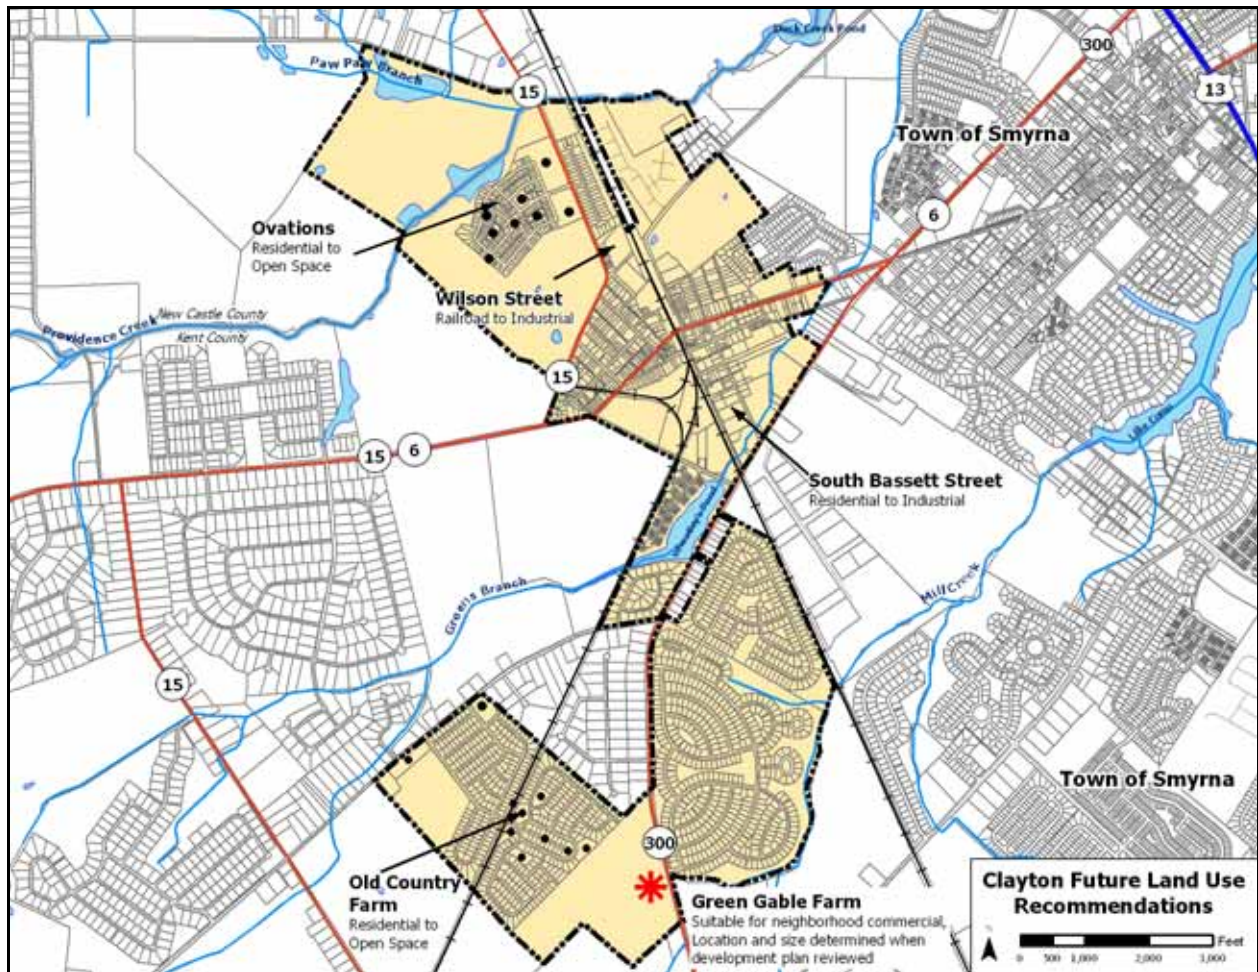 Duck Creek Pond
300
Paw Paw Branch
15
13
Town of Smyrna
6
Ovations
Residential to
Open Space
Wilson Street
Railroad to Industrial
New Castle County
Providence Creek
Kent County
15
15
6
South Bassett Street
Residential to Industrial
Greens Branch
Mill Creek
15
Town of Smyrna
300
Old Country
Farm
Residential to
Open Space
Green Gable Farm
Suitable for neighborhood commercial,
Location and size determined when
development plan reviewed
Clayton Future Land Use
Recommendations
Feet
0 500 1,000 2,000 3,000